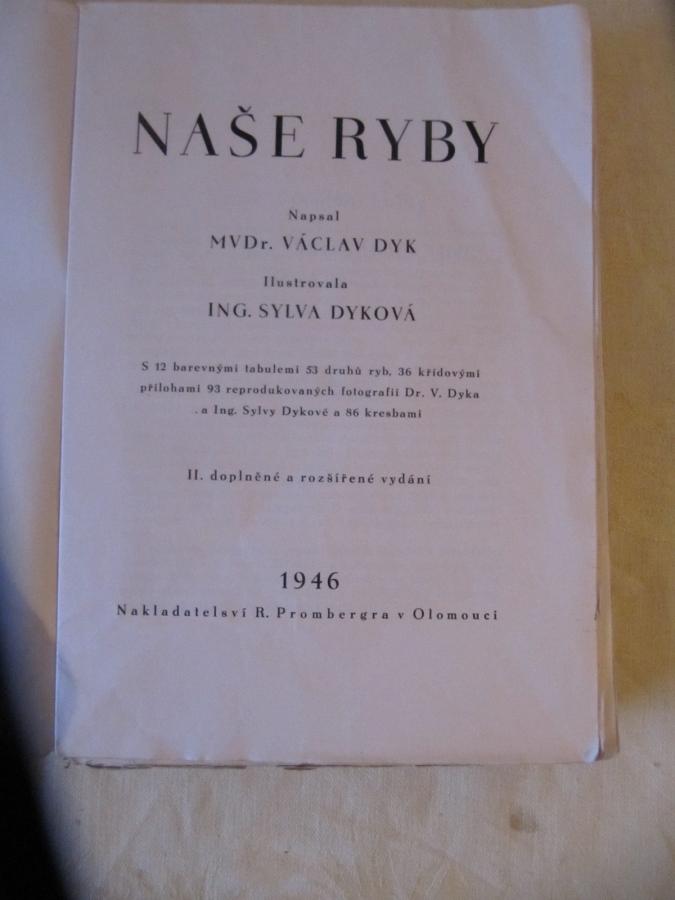 NAŠE RYBY
Napsal
MVDr. VÁCLAV DYK
Ilustrovala
ING. SYLVA DYKOVÁ
S 12 barevnými tabulemi 53 druhů ryb, 36 křídovými
přílohami 93 reprodukovaných fotografií Dr. V. Dyka
a Ing. Sylvy Dykové a 86 kresbami
II. doplněné a rozšířené vydání
1946
Nakladatelsví R. Prombergra v Olomouci